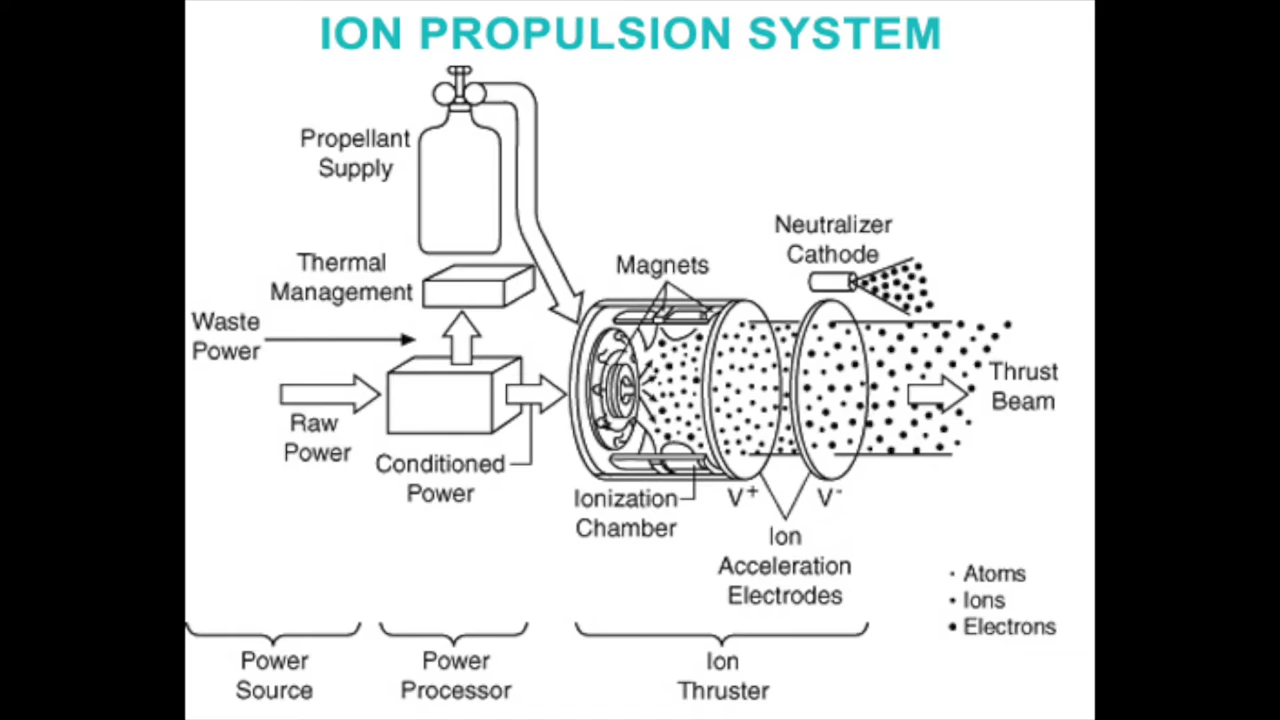 ION PROPULSION SYSTEM
Propellant
Supply
Neutralizer
Cathode
Thermal
Management
Magnets
Waste
Power
Raw
Power
Conditioned
Power
Ionization
Chamber
V+
V-
Ion
Acceleration
Electrodes
Thrust
Beam
· Atoms
• Ions
• Electrons
Power
Source
Power
Processor
Ion
Thruster